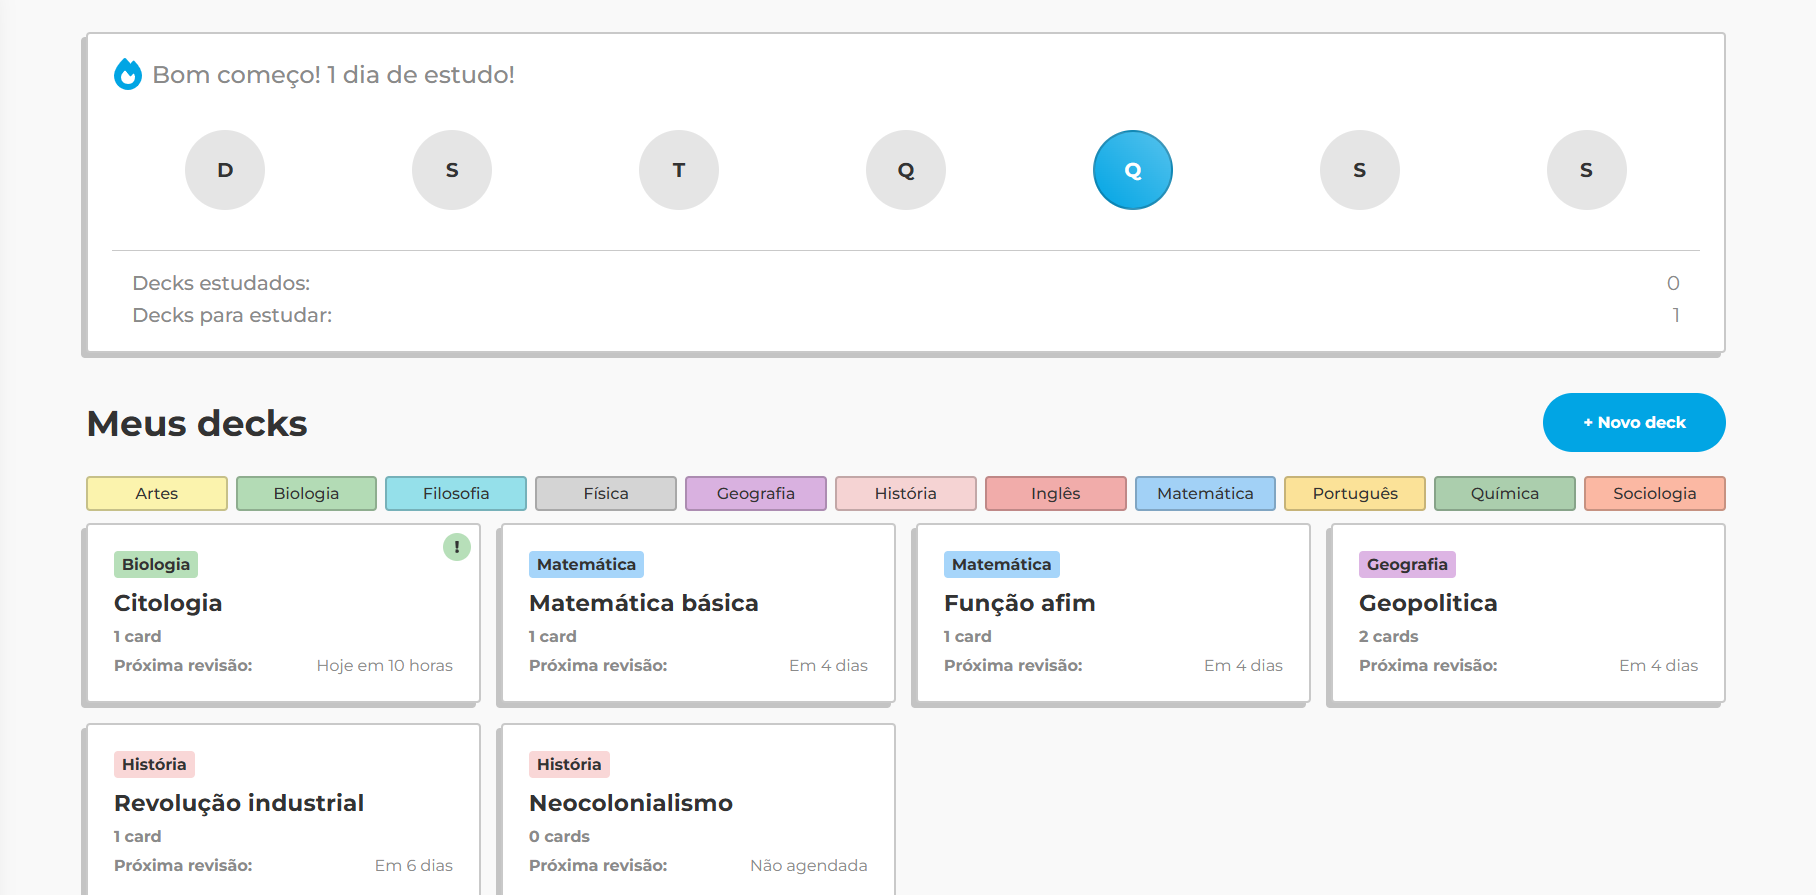 Bom começo! 1 dia de estudo!
D S T Q Q S S
Decks estudados: 0
Decks para estudar: 1
Meus decks
+ Novo deck
Artes Biologia Filosofia Física Geografia História Inglês Matemática Português Química Sociologia
!
Biologia
Citologia
1 card
Próxima revisão: Hoje em 10 horas
Matemática
Matemática básica
1 card
Próxima revisão: Em 4 dias
Matemática
Função afim
1 card
Próxima revisão: Em 4 dias
Geografia
Geopolitica
2 cards
Próxima revisão: Em 4 dias
História
Revolução industrial
1 card
Próxima revisão: Em 6 dias
História
Neocolonialismo
0 cards
Próxima revisão: Não agendada